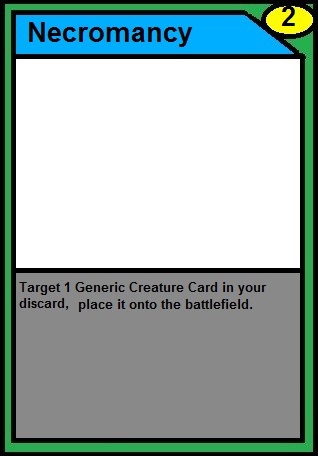 Necromancy
2
Target 1 Generic Creature Card in your
discard, place it onto the battlefield.